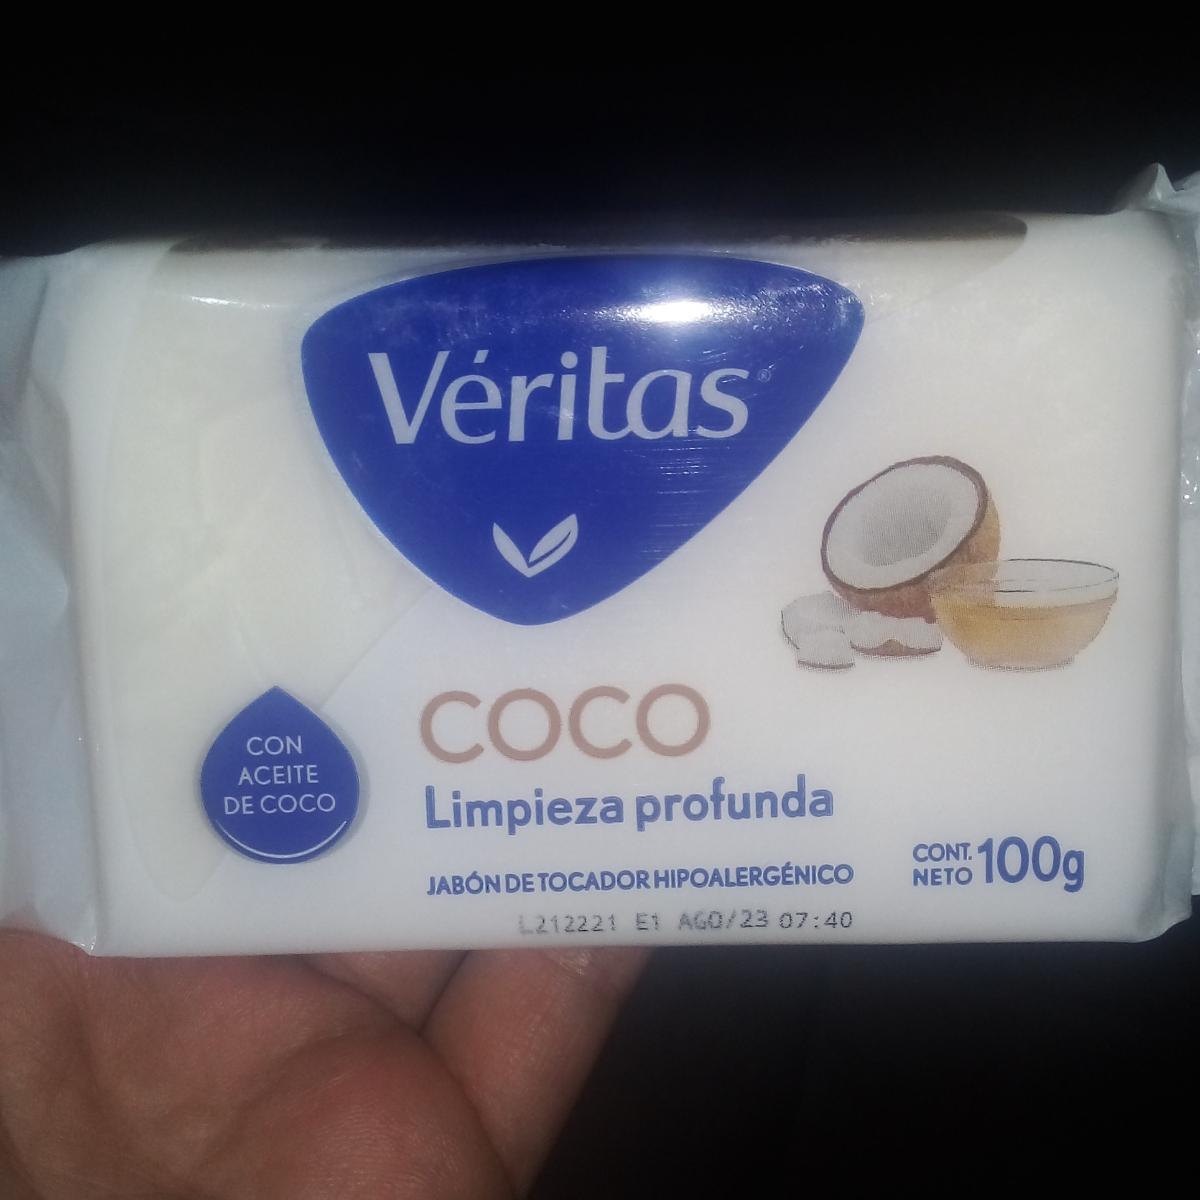 Véritas®
CON
ACEITE
DE COCO
COCO
Limpieza profunda
JABÓN DE TOCADOR HIPOALERGÉNICO
CONT.
NETO 100g
L212221 E1 AGO/23 07:40